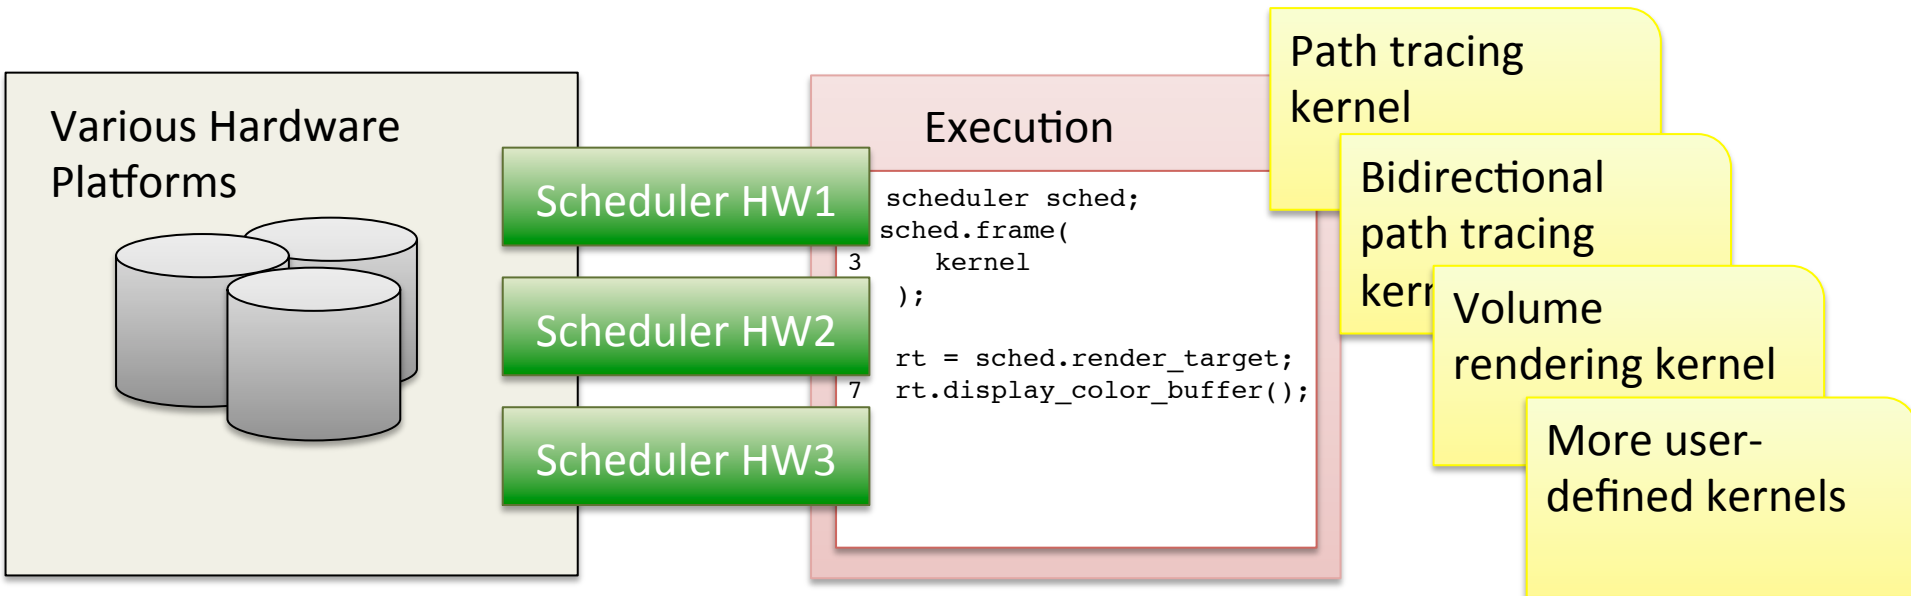 Various Hardware
Platforms
Scheduler HW1
Scheduler HW2
Scheduler HW3
Execution
scheduler sched;
sched.frame(
3 kernel
);
rt = sched.render_target;
7 rt.display_color_buffer();
Path tracing
kernel
Bidirectional
path tracing
Volume
rendering kernel
More user-
defined kernels